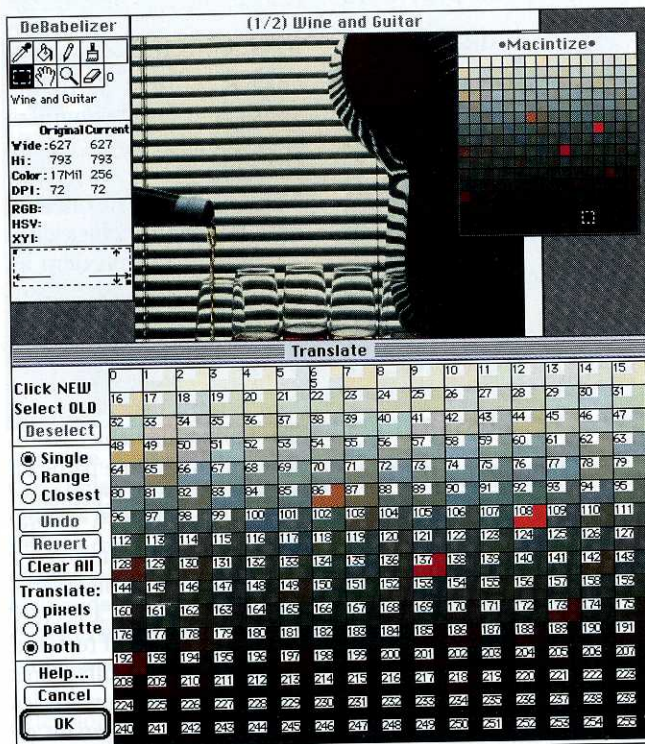 DeBabelizer
(1/2) Wine and Guitar
•Macintize•
0
Wine and Guitar
Original Current
Wide: 627 627
Hi: 793 793
Color: 17Mil 256
DPI: 72 72
RGB:
HSV:
XYI:
Translate
Click NEW
Select OLD
Deselect
Single
Range
Closest
Undo
Revert
Clear All
Translate:
pixels
palette
both
Help...
Cancel
OK
0 1 2 3 4 5 6 7 8 9 10 11 12 13 14 15
5
16 17 18 19 20 21 22 23 24 25 26 27 28 29 30 31
32 33 34 35 36 37 38 39 40 41 42 43 44 45 46 47
48 49 50 51 52 53 54 55 56 57 58 59 60 61 62 63
64 65 66 67 68 69 70 71 72 73 74 75 76 77 78 79
80 81 82 83 84 85 86 87 88 89 90 91 92 93 94 95
96 97 98 99 100 101 102 103 104 105 106 107 108 109 110 111
112 113 114 115 116 117 118 119 120 121 122 123 124 125 126 127
128 129 130 131 132 133 134 135 136 137 138 139 140 141 142 143
144 145 146 147 148 149 150 151 152 153 154 155 156 157 158 159
160 161 162 163 164 165 166 167 168 169 170 171 172 173 174 175
176 177 178 179 180 181 182 183 184 185 186 187 188 189 190 191
192 193 194 195 196 197 198 199 200 201 202 203 204 205 206 207
208 209 210 211 212 213 214 215 216 217 218 219 220 221 222 223
224 225 226 227 228 229 230 231 232 233 234 235 236 237 238 239
240 241 242 243 244 245 246 247 248 249 250 251 252 253 254 255